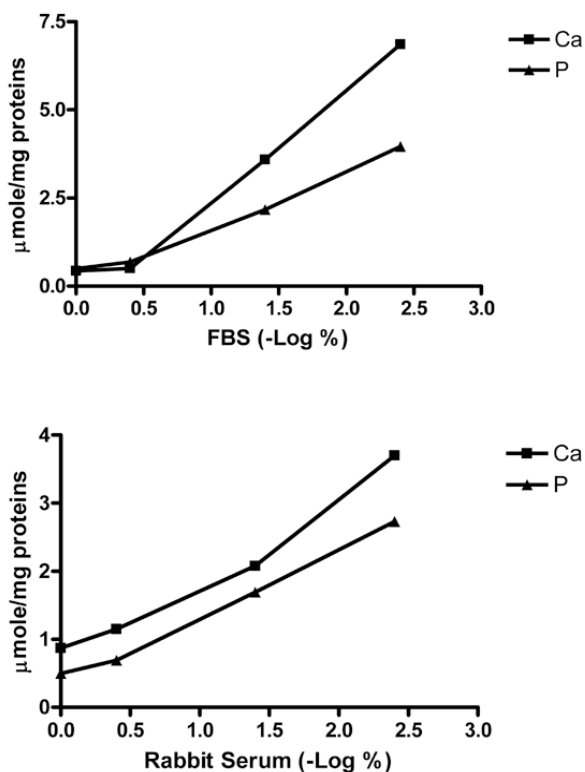 7.5
5.0
2.5
0.0
μmole/mg proteins
0.0 0.5 1.0 1.5 2.0 2.5 3.0
FBS (-Log %)
Ca
P
4
3
2
1
0
μmole/mg proteins
0.0 0.5 1.0 1.5 2.0 2.5 3.0
Rabbit Serum (-Log %)
Ca
P